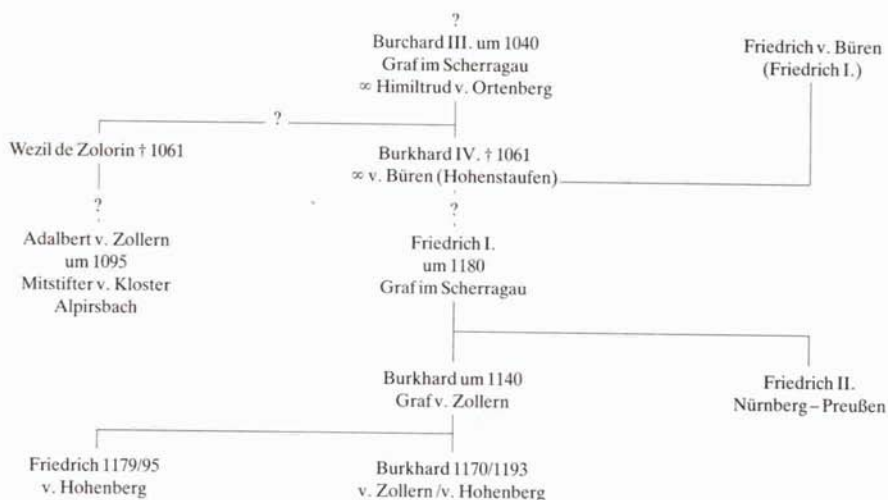 ?
Burchard III. um 1040
Graf im Scherragau
∞ Himiltrud v. Ortenberg
Friedrich v. Büren
(Friedrich I.)
?
Wezil de Zolorin † 1061
Burkhard IV. † 1061
∞ v. Büren (Hohenstaufen)
?
Adalbert v. Zollern
um 1095
Mitstifter v. Kloster
Alpirsbach
?
Friedrich I.
um 1180
Graf im Scherragau
Burkhard um 1140
Graf v. Zollern
Friedrich II.
Nürnberg – Preußen
Friedrich 1179/95
v. Hohenberg
Burkhard 1170/1193
v. Zollern/v. Hohenberg